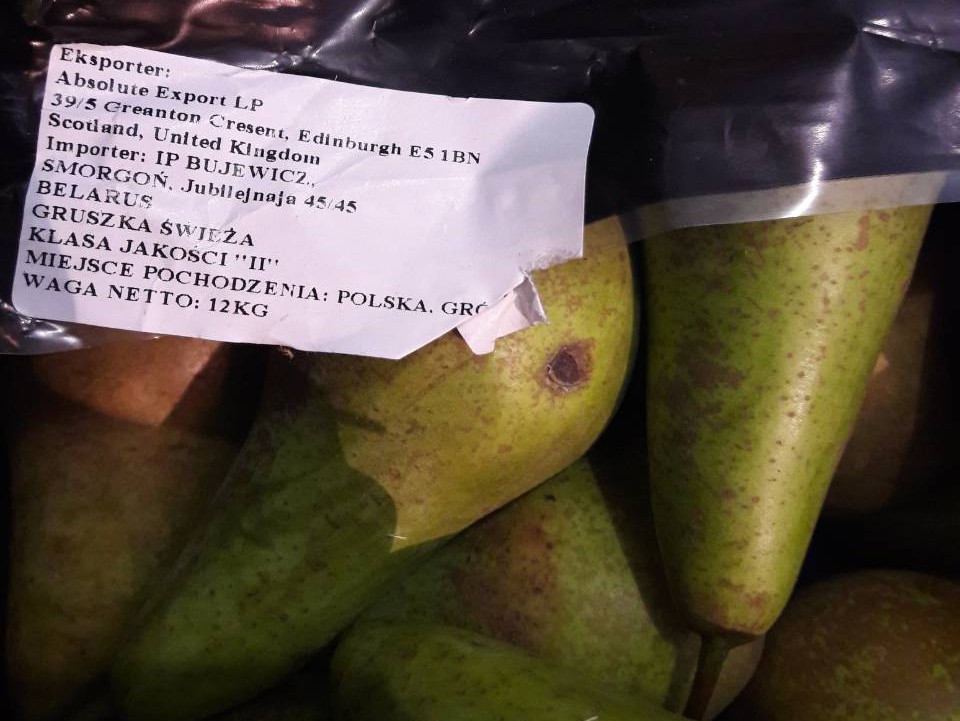 Eksporter:
Absolute Export LP
39/5 Greanton Cresent, Edinburgh E5 1BN
Scotland, United Kingdom
Importer: IP BUJEWICZ,,
SMORGOŃ, Jubilejnaja 45/45
BELARUS
GRUSZKA ŚWIEŻA
KLASA JAKOŚCI "II"
MIEJSCE POCHODZENIA: POLSKA, GRÓ
WAGA NETTO: 12KG